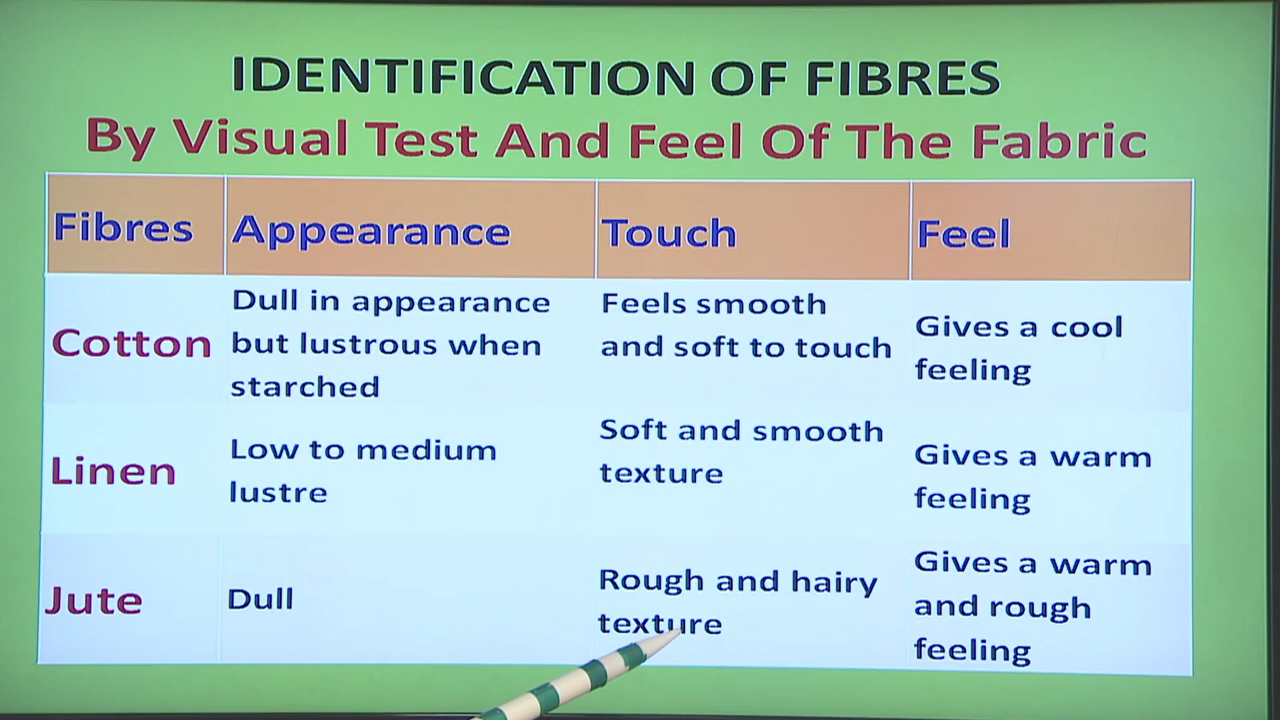 IDENTIFICATION OF FIBRES
By Visual Test And Feel Of The Fabric
Fibres
Appearance
Touch
Feel
Cotton
Dull in appearance
but lustrous when
starched
Feels smooth
and soft to touch
Gives a cool
feeling
Linen
Low to medium
lustre
Soft and smooth
texture
Gives a warm
feeling
Jute
Dull
Rough and hairy
texture
Gives a warm
and rough
feeling